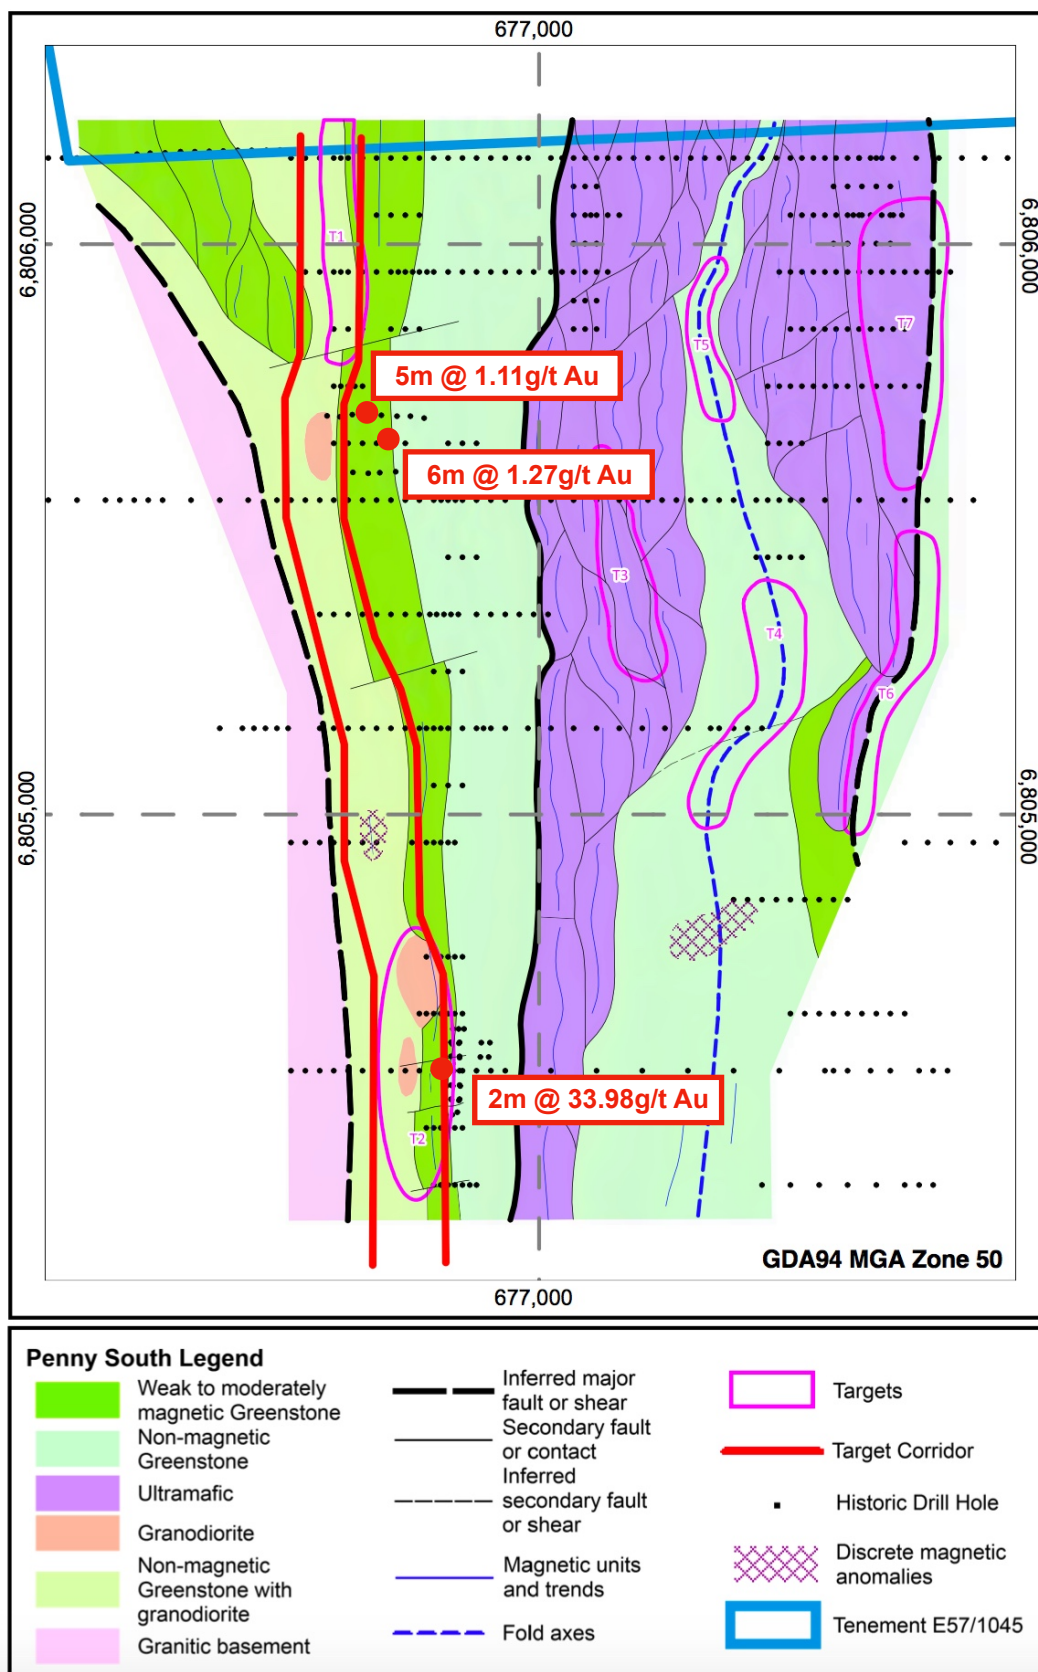 677,000
6,806,000
6,806,000
T1
T7
T5
5m @ 1.11g/t Au
6m @ 1.27g/t Au
T3
T4
T6
6,805,000
6,805,000
2m @ 33.98g/t Au
T2
GDA94 MGA Zone 50
677,000
Penny South Legend
Weak to moderately
magnetic Greenstone
Non-magnetic
Greenstone
Ultramafic
Granodiorite
Non-magnetic
Greenstone with
granodiorite
Granitic basement
Inferred major
fault or shear
Secondary fault
or contact
Inferred
secondary fault
or shear
Magnetic units
and trends
Fold axes
Targets
Target Corridor
Historic Drill Hole
Discrete magnetic
anomalies
Tenement E57/1045